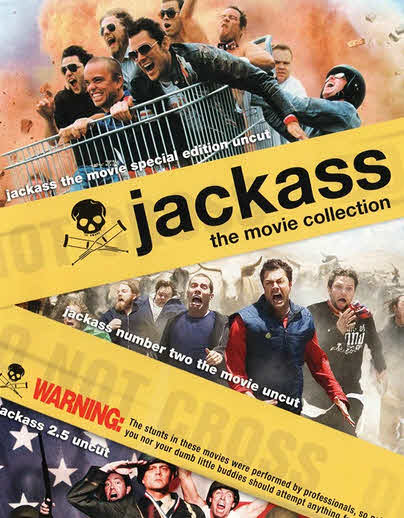 jackass the movie special edition uncut
jackass
the movie collection
jackass number two the movie uncut
WARNING:
The stunts in these movies were performed by professionals, so
you nor your dumb little buddies should attempt anything
jackass 2.5 uncut
NOT CROSS